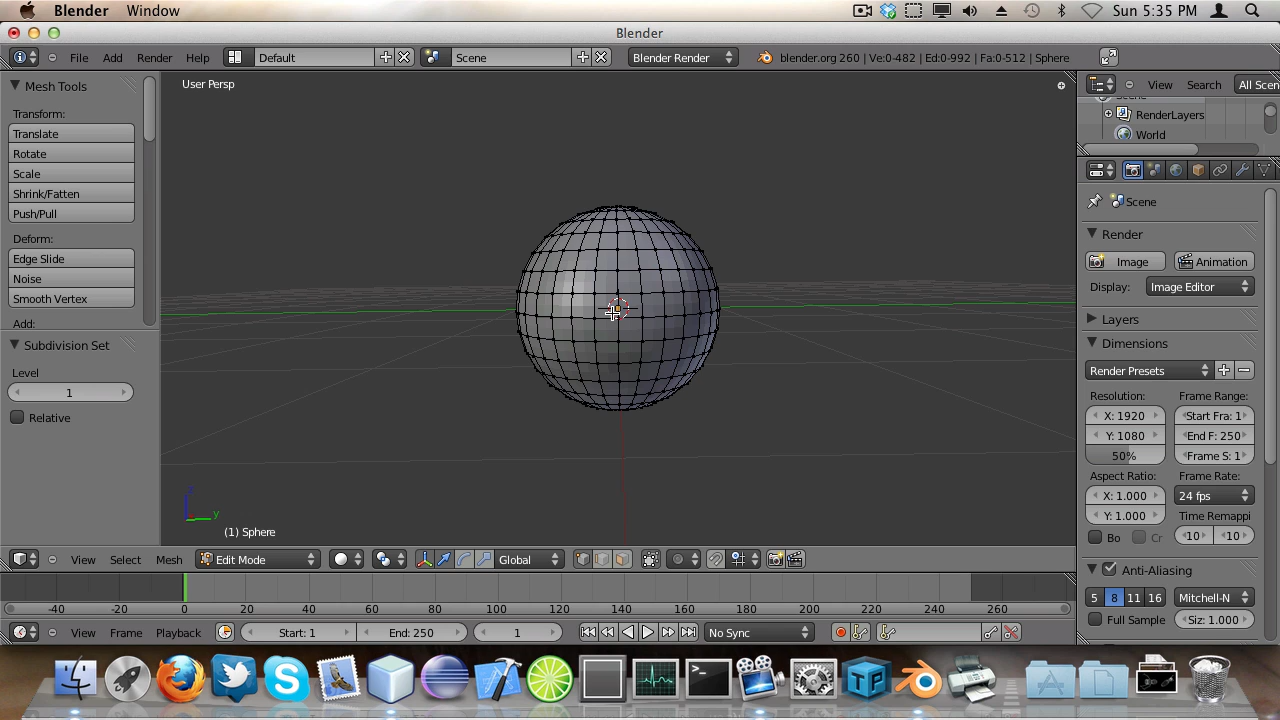 Blender Window Sun 5:35 PM
Blender
File Add Render Help Default Scene Blender Render blender.org 260 | Ve:0-482 | Ed:0-992 | Fa:0-512 | Sphere
Mesh Tools
Transform:
Translate
Rotate
Scale
Shrink/Fatten
Push/Pull
Deform:
Edge Slide
Noise
Smooth Vertex
Add:
Subdivision Set
Level
1
Relative
User Persp
z
y
(1) Sphere
View Search All Scen
RenderLayers
World
Scene
Render
Image Animation
Display: Image Editor
Layers
Dimensions
Render Presets
Resolution: Frame Range:
X: 1920 Start Fra: 1
Y: 1080 End F: 250
50% Frame S: 1
Aspect Ratio: Frame Rate:
X: 1.000 24 fps
Y: 1.000 Time Remappi
Bo Cr 10 10
Anti-Aliasing
5 8 11 16 Mitchell-N
Full Sample Siz: 1.000
View Select Mesh Edit Mode Global
-40 -20 0 20 40 60 80 100 120 140 160 180 200 220 240 260
View Frame Playback Start: 1 End: 250 1 No Sync
TP